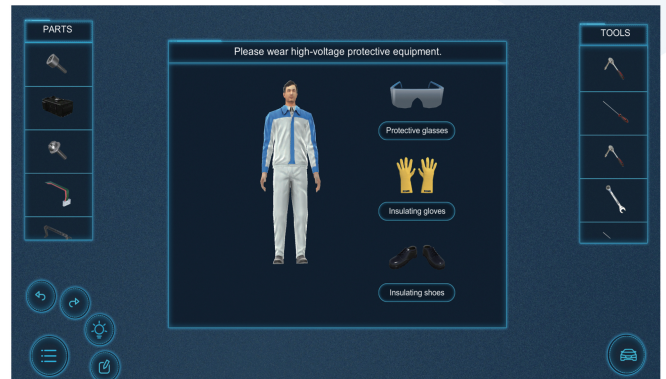 PARTS
Please wear high-voltage protective equipment.
TOOLS
Protective glasses
Insulating gloves
Insulating shoes